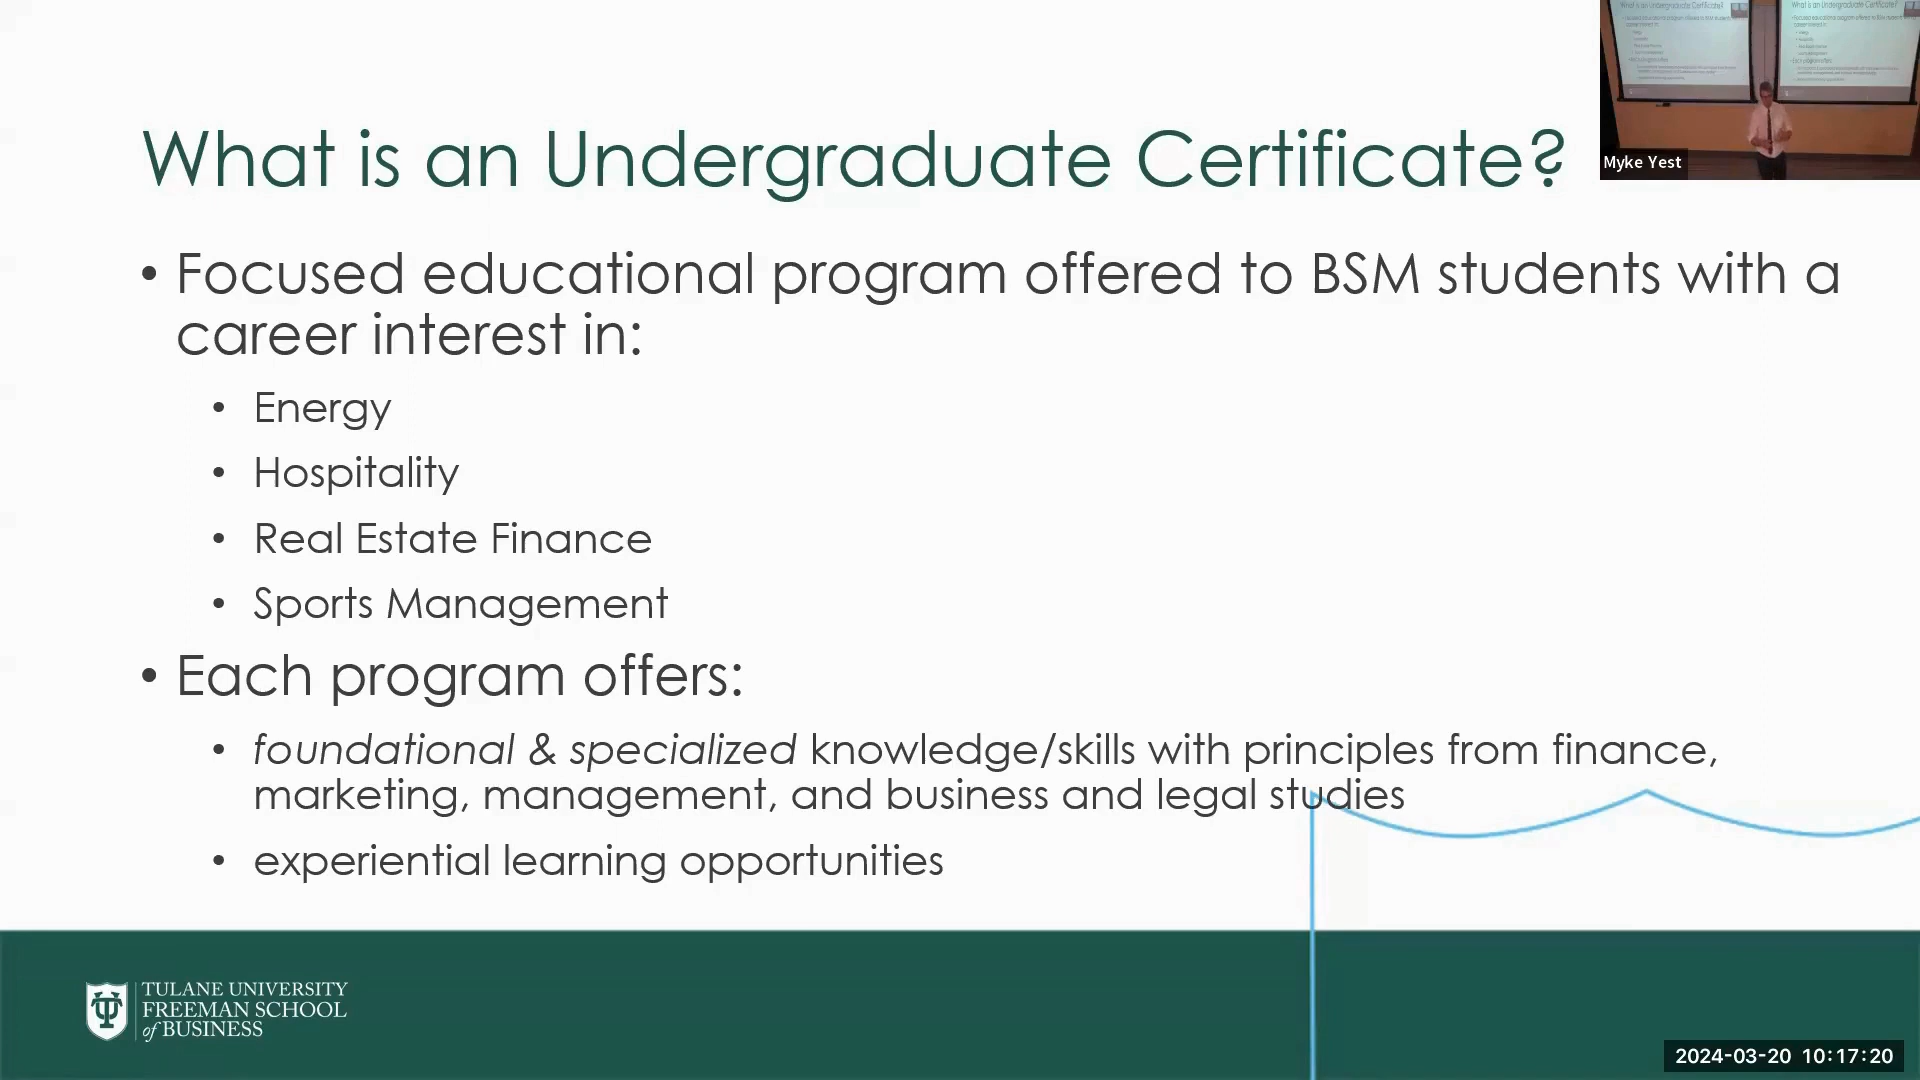 What is an Undergraduate Certificate?
Myke Yest
• Focused educational program offered to BSM students with a
career interest in:
• Energy
• Hospitality
• Real Estate Finance
• Sports Management
• Each program offers:
• foundational & specialized knowledge/skills with principles from finance,
marketing, management, and business and legal studies
• experiential learning opportunities
TULANE UNIVERSITY
FREEMAN SCHOOL
of BUSINESS
2024-03-20 10:17:20